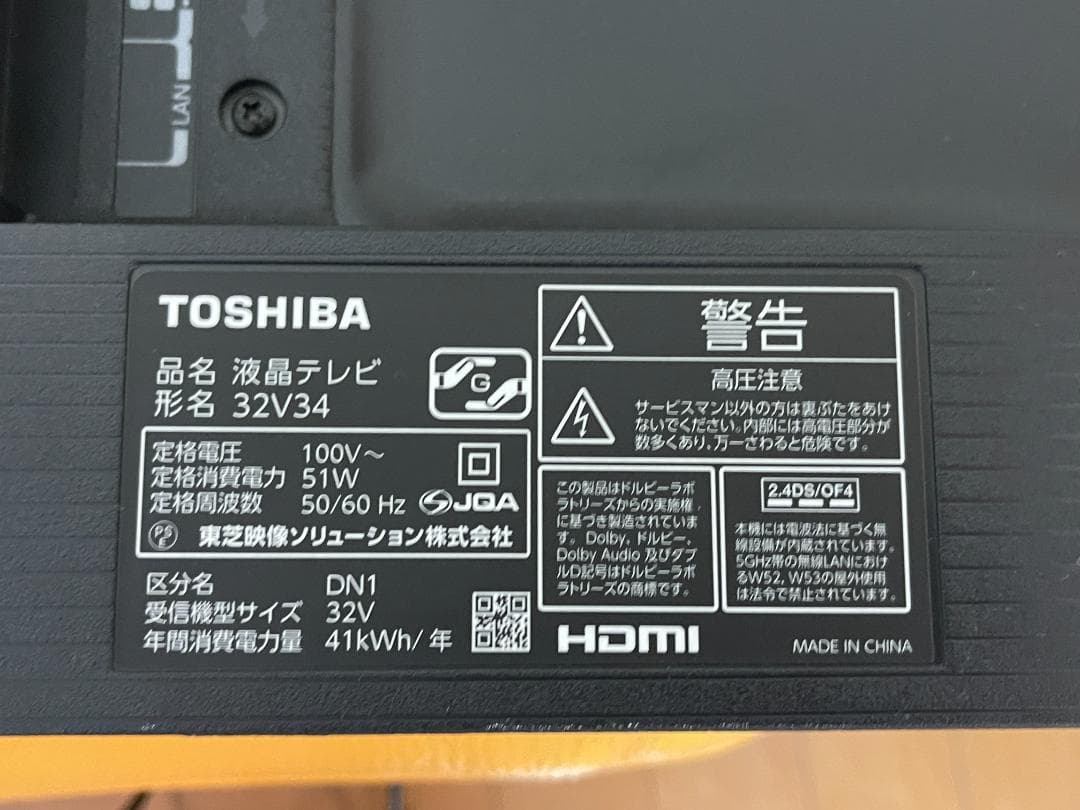 LAN
TOSHIBA
品名 液晶テレビ
形名 32V34
G
定格電圧 100V～
定格消費電力 51W
定格周波数 50/60 Hz
JQA
PS
E
東芝映像ソリューション株式会社
区分名 DN1
受信機型サイズ 32V
年間消費電力量 41kWh/年
警告
高圧注意
サービスマン以外の方は裏ぶたをあけ
ないでください。内部には高電圧部分が
数多くあり、万一さわると危険です。
この製品はドルビーラボ
ラトリーズからの実施権
に基づき製造されていま
す。Dolby、ドルビー、
Dolby Audio 及びダブ
ルD記号はドルビーラボ
ラトリーズの商標です。
2.4DS/OF4
本機には電波法に基づく無
線設備が内蔵されています。
5GHz帯の無線LANにおけ
るW52, W53の屋外使用
は法令で禁止されています。
HDMI
MADE IN CHINA